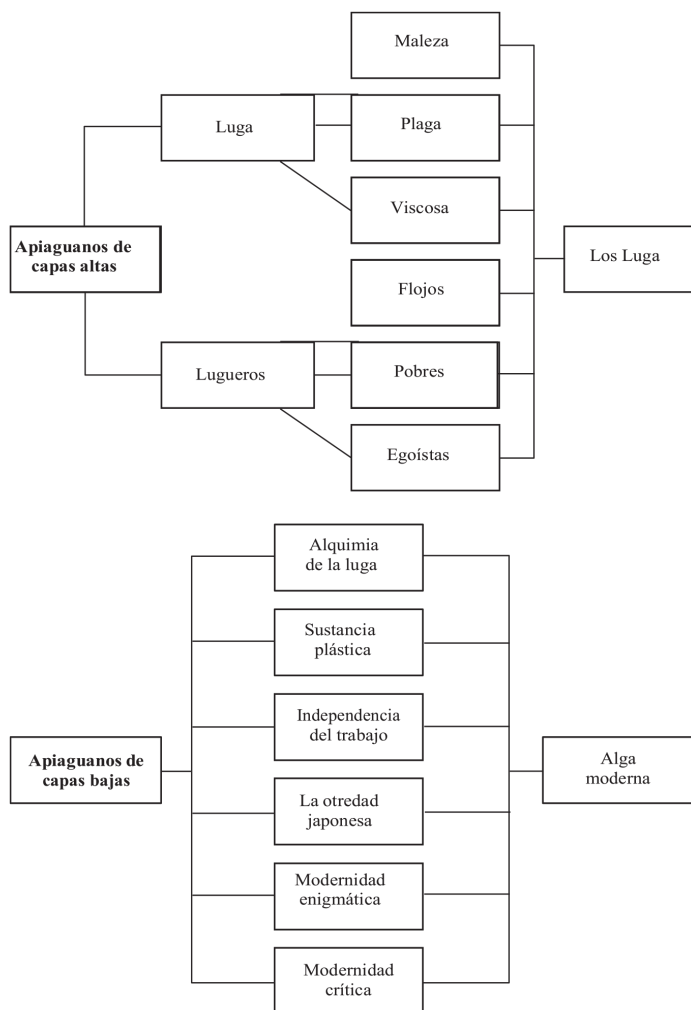 Maleza
Luga
Plaga
Viscosa
Apiaguanos de
capas altas
Los Luga
Flojos
Lugueros
Pobres
Egoístas
Alquimia
de la luga
Sustancia
plástica
Independencia
del trabajo
Apiaguanos de
capas bajas
Alga
moderna
La otredad
japonesa
Modernidad
enigmática
Modernidad
crítica